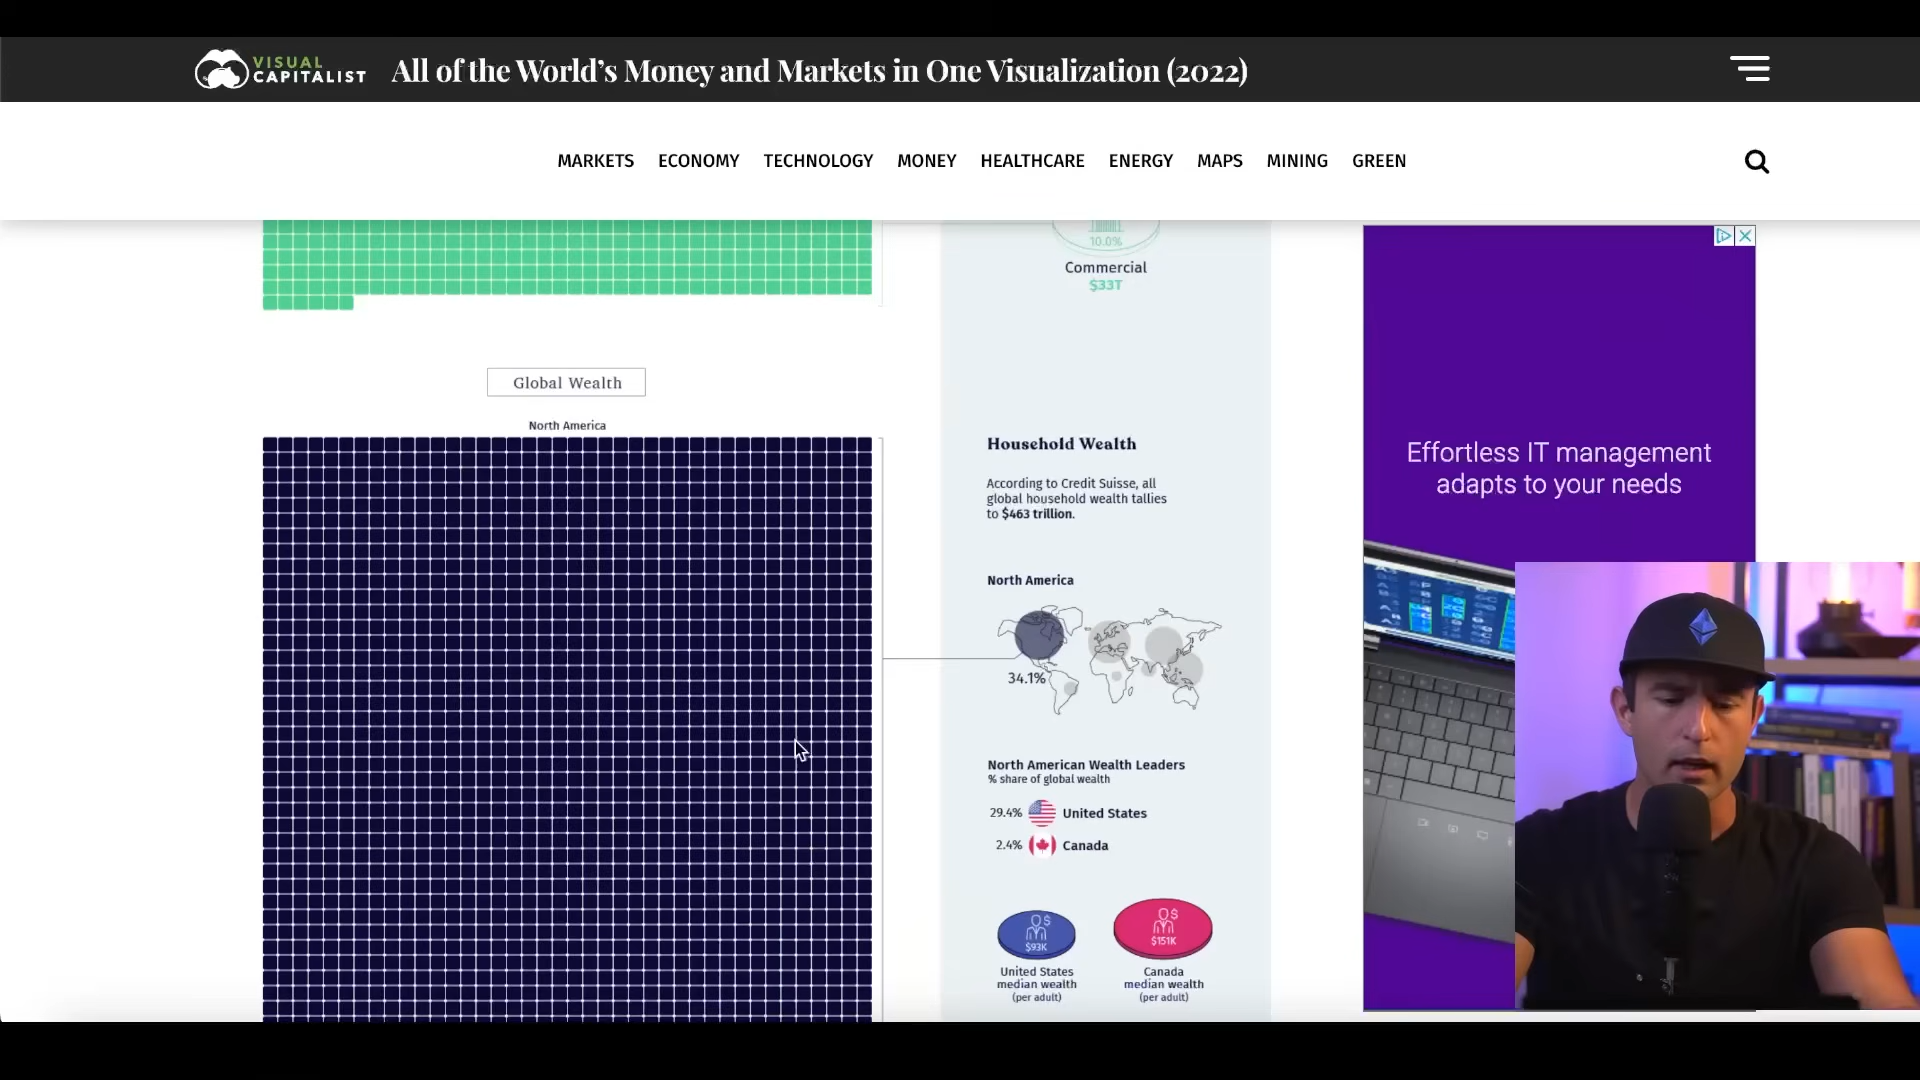 VISUAL
CAPITALIST
All of the World's Money and Markets in One Visualization (2022)
MARKETS ECONOMY TECHNOLOGY MONEY HEALTHCARE ENERGY MAPS MINING GREEN
10.0%
Commercial
$33T
Global Wealth
North America
Household Wealth
According to Credit Suisse, all
global household wealth tallies
to $463 trillion.
North America
34.1%
North American Wealth Leaders
% share of global wealth
29.4% United States
2.4% Canada
$93K
United States
median wealth
(per adult)
$151K
Canada
median wealth
(per adult)
Effortless IT management
adapts to your needs